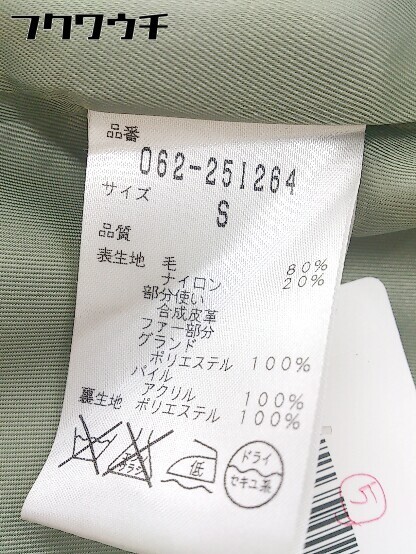 フクワウチ
品番
062-251264
サイズ
S
品質
表生地 毛 80%
ナイロン 20%
部分使い
合成皮革
ファー部分
グランド
ポリエステル 100%
パイル
アクリル 100%
裏生地 ポリエステル 100%
低
ドライ
セキユ系
5